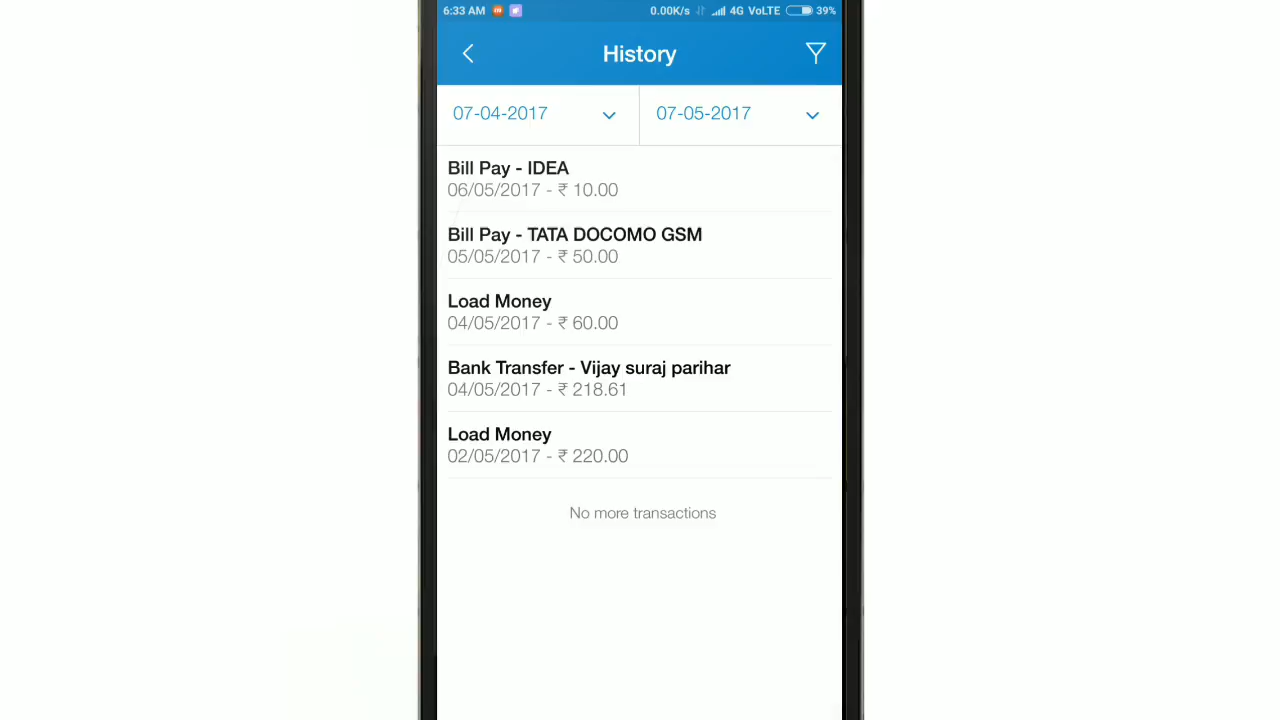 6:33 AM 0.00K/s 4G VoLTE 39%
History
07-04-2017 07-05-2017
Bill Pay - IDEA
06/05/2017 - ₹ 10.00
Bill Pay - TATA DOCOMO GSM
05/05/2017 - ₹ 50.00
Load Money
04/05/2017 - ₹ 60.00
Bank Transfer - Vijay suraj parihar
04/05/2017 - ₹ 218.61
Load Money
02/05/2017 - ₹ 220.00
No more transactions